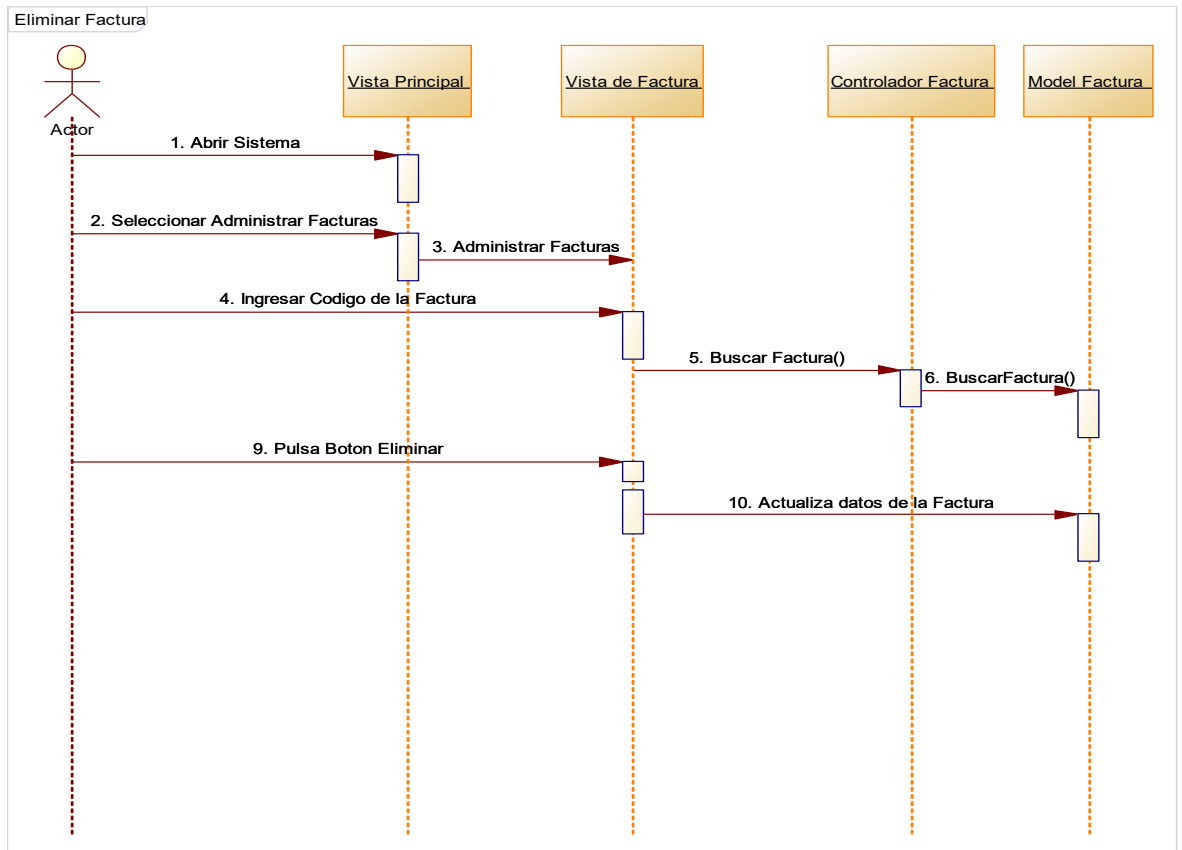 Eliminar Factura
Vista Principal
Vista de Factura
Controlador Factura
Model Factura
Actor
1. Abrir Sistema
2. Seleccionar Administrar Facturas
3. Administrar Facturas
4. Ingresar Codigo de la Factura
5. Buscar Factura()
6. BuscarFactura()
9. Pulsa Boton Eliminar
10. Actualiza datos de la Factura